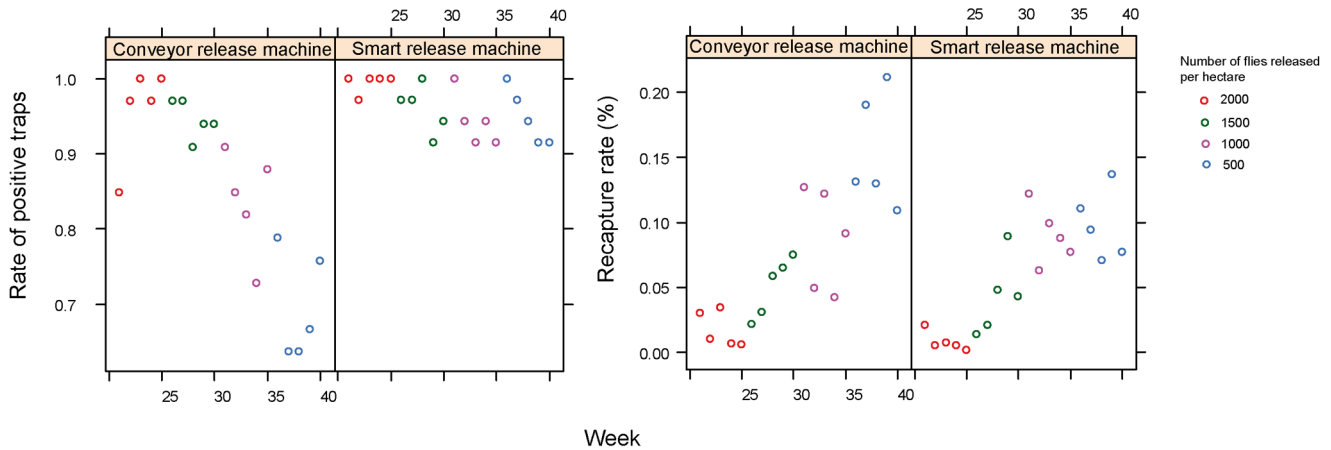 25 30 35 40
25 30 35 40
Conveyor release machine Smart release machine
Conveyor release machine Smart release machine
Rate of positive traps
1.0
0.9
0.8
0.7
25 30 35 40
Recapture rate (%)
0.20
0.15
0.10
0.05
0.00
25 30 35 40
Week
Number of flies released
per hectare
2000
1500
1000
500